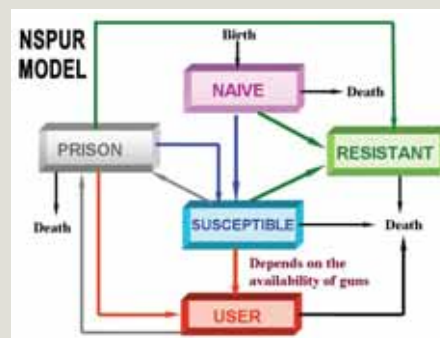 NSPUR
MODEL
Birth
NAIVE
Death
PRISON
RESISTANT
Death
SUSCEPTIBLE
Death
Depends on the
availability of guns
USER